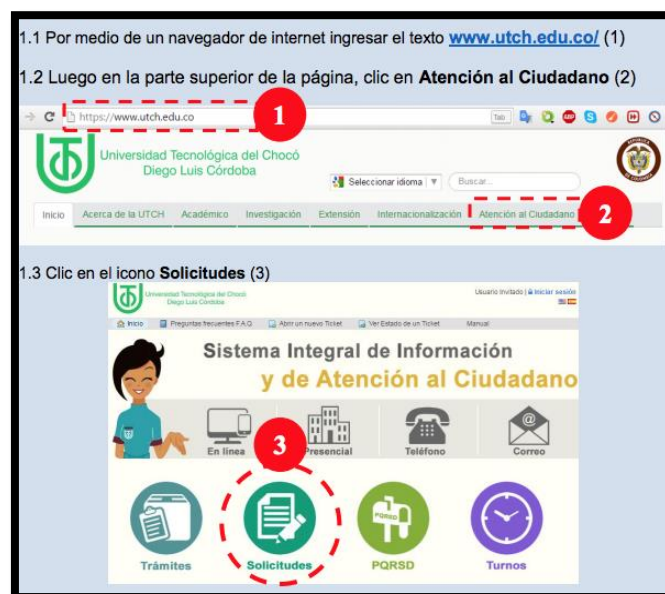 1.1 Por medio de un navegador de internet ingresar el texto www.utch.edu.co/ (1)
1.2 Luego en la parte superior de la página, clic en Atención al Ciudadano (2)
https://www.utch.edu.co
1
Tab
ABP
Universidad Tecnológica del Chocó
Diego Luis Córdoba
Seleccionar idioma
Buscar...
Inicio Acerca de la UTCH Académico Investigación Extensión Internacionalización Atención al Ciudadano
2
1.3 Clic en el icono Solicitudes (3)
Universidad Tecnológica del Chocó
Diego Luis Córdoba
Usuario Invitado | Iniciar sesión
Inicio Preguntas frecuentes F.A.Q. Abrir un nuevo Ticket Ver Estado de un Ticket Manual
Sistema Integral de Información
y de Atención al Ciudadano
En línea Presencial Teléfono Correo
3
PQRSD
Trámites Solicitudes PQRSD Turnos